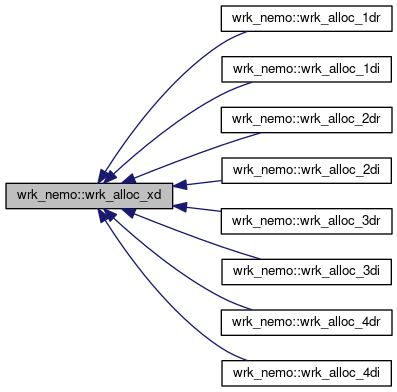 wrk_nemo::wrk_alloc_1dr
wrk_nemo::wrk_alloc_1di
wrk_nemo::wrk_alloc_2dr
wrk_nemo::wrk_alloc_2di
wrk_nemo::wrk_alloc_xd
wrk_nemo::wrk_alloc_3dr
wrk_nemo::wrk_alloc_3di
wrk_nemo::wrk_alloc_4dr
wrk_nemo::wrk_alloc_4di